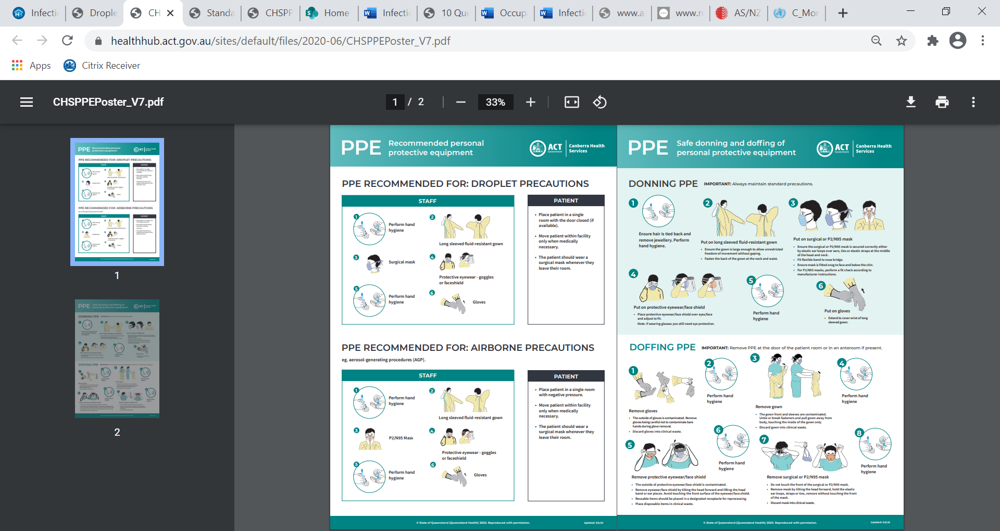 Infectio
Drople
CH
Standa
CHSPP
Home
Infectio
10 Que
Occup
Infectio
www.a
www.n
AS/NZ
C_Mor
healthhub.act.gov.au/sites/default/files/2020-06/CHSPPEPoster_V7.pdf
Apps
Citrix Receiver
CHSPPEPoster_V7.pdf
1 / 2
33%
1
2
PPE
Recommended personal
protective equipment
ACT
Government
Canberra Health
Services
PPE RECOMMENDED FOR: DROPLET PRECAUTIONS
STAFF
1
Perform hand
hygiene
2
Long sleeved fluid-resistant gown
3
Surgical mask
4
Protective eyewear - goggles
or faceshield
5
Perform hand
hygiene
6
Gloves
PATIENT
• Place patient in a single
room with the door closed (if
available).
• Move patient within facility
only when medically
necessary.
• The patient should wear a
surgical mask whenever they
leave their room.
PPE RECOMMENDED FOR: AIRBORNE PRECAUTIONS
eg. aerosol-generating procedures (AGP).
STAFF
1
Perform hand
hygiene
2
Long sleeved fluid-resistant gown
3
P2/N95 Mask
4
Protective eyewear - goggles
or faceshield
5
Perform hand
hygiene
6
Gloves
PATIENT
• Place patient in a single room
with negative pressure.
• Move patient within facility
only when medically
necessary.
• The patient should wear a
surgical mask whenever they
leave their room.
© State of Queensland (Queensland Health) 2020. Reproduced with permission.
Updated: 4/6/20
PPE
Safe donning and doffing of
personal protective equipment
ACT
Government
Canberra Health
Services
DONNING PPE
IMPORTANT: Always maintain standard precautions.
1
Ensure hair is tied back and
remove jewellery. Perform
hand hygiene.
2
Put on long sleeved fluid-resistant gown
• Ensure the gown is large enough to allow unrestricted
freedom of movement without gaping.
• Fasten the back of the gown at the neck and waist.
3
Put on surgical or P2/N95 mask
• Ensure the surgical or P2/N95 mask is secured correctly either
by elastic ear loops over ears, ties or elastic straps at the middle
of the head and neck.
• Fit flexible band to nose bridge.
• Ensure mask is fitted snug to face and below the chin.
• For P2/N95 masks, perform a fit check according to
manufacturer instructions.
4
Put on protective eyewear/face shield
• Place protective eyewear/face shield over eyes/face
and adjust to fit.
Note: if wearing glasses you still need eye protection.
5
Perform hand
hygiene
6
Put on gloves
• Extend to cover wrist of long
sleeved gown.
DOFFING PPE
IMPORTANT: Remove PPE at the door of the patient room or in an anteroom if present.
1
Remove gloves
• The outside of gloves is contaminated. Remove
gloves being careful not to contaminate bare
hands during glove removal.
• Discard gloves into clinical waste.
2
Perform hand
hygiene
3
Remove gown
• The gown front and sleeves are contaminated.
Untie or break fasteners and pull gown away from
body, touching the inside of the gown only.
• Discard gown into clinical waste.
4
Perform hand
hygiene
5
Remove protective eyewear/face shield
• The outside of protective eyewear/face shield is contaminated.
• Remove eyewear/face shield by tilting the head forward and lifting the head
band or ear pieces. Avoid touching the front surface of the eyewear/face shield.
• Reusable items should be placed in a designated receptacle for reprocessing.
• Place disposable items in clinical waste.
6
Perform hand
hygiene
7
Remove surgical or P2/N95 mask
• Do not touch the front of the surgical or P2/N95 mask.
• Remove mask by tilting the head forward, hold the elastic
ear loops, straps or ties, remove without touching the front
of the mask.
• Discard mask into clinical waste.
8
Perform hand
hygiene
© State of Queensland (Queensland Health) 2020. Reproduced with permission.
Updated: 4/6/20